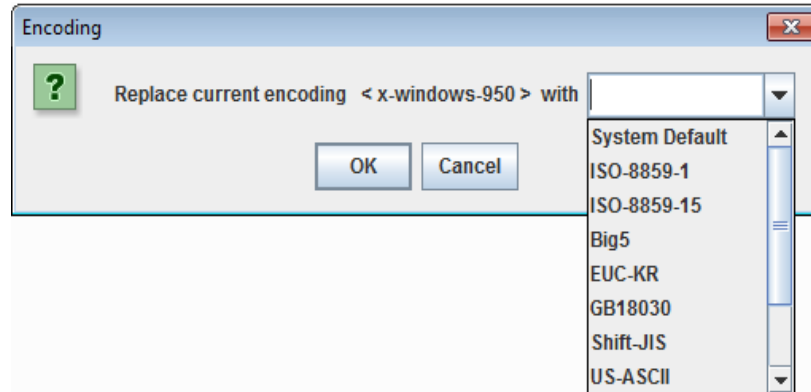 Encoding
?
Replace current encoding < x-windows-950 > with
OK Cancel
System Default
ISO-8859-1
ISO-8859-15
Big5
EUC-KR
GB18030
Shift-JIS
US-ASCII